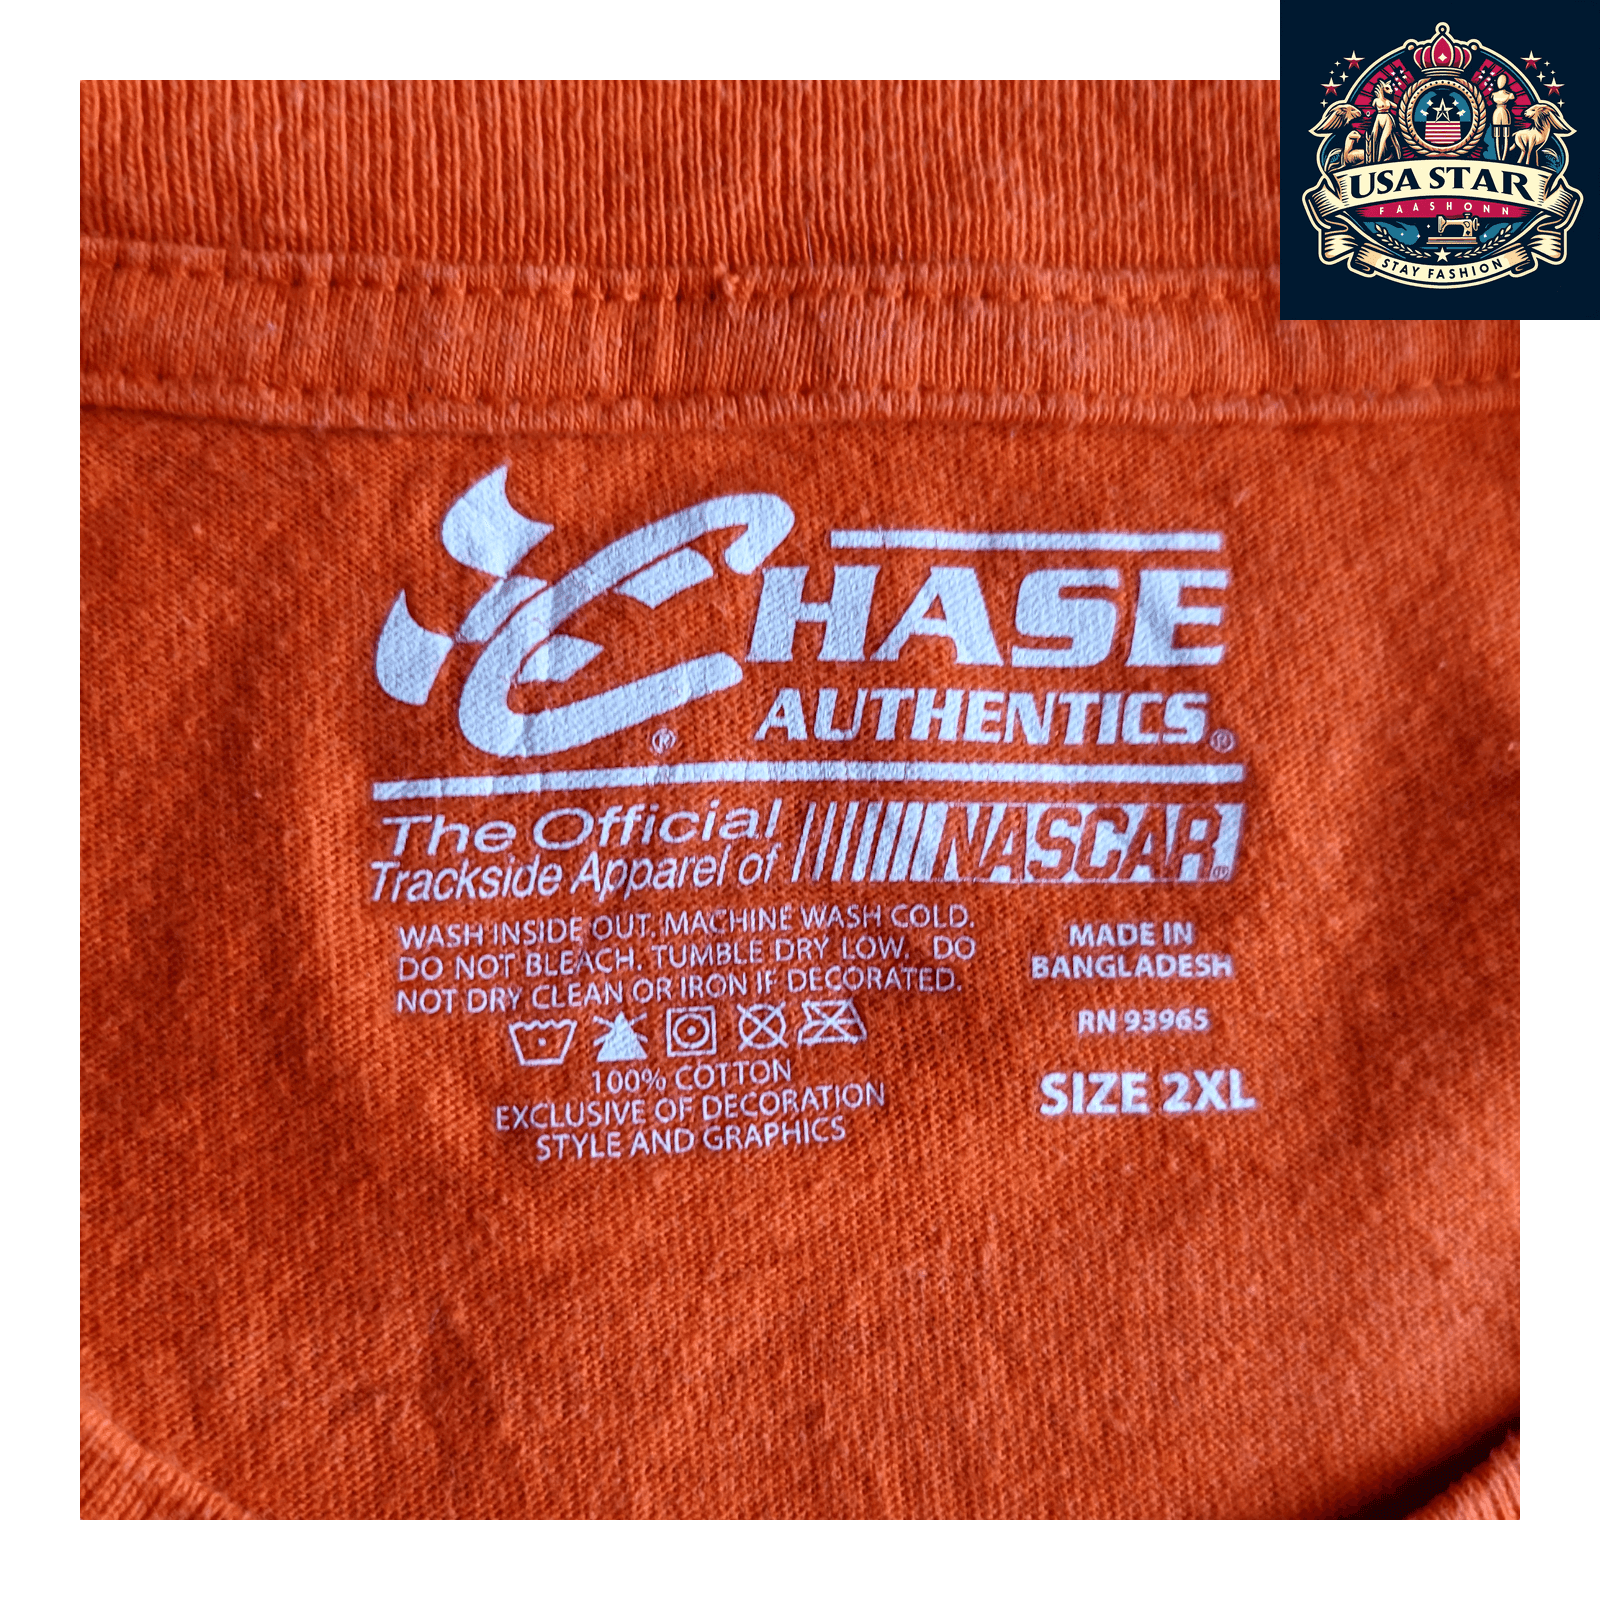 USA STAR
FAASHONN
STAY FASHION
CHASE
AUTHENTICS®
®
The Official
Trackside Apparel of
NASCAR®
WASH INSIDE OUT. MACHINE WASH COLD.
DO NOT BLEACH. TUMBLE DRY LOW. DO
NOT DRY CLEAN OR IRON IF DECORATED.
100% COTTON
EXCLUSIVE OF DECORATION
STYLE AND GRAPHICS
MADE IN
BANGLADESH
RN 93965
SIZE 2XL